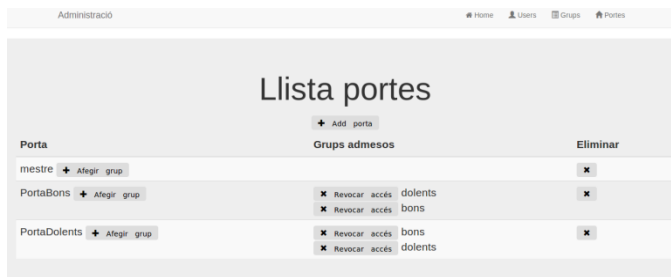 Administració Home Users Grups Portes
Llista portes
Add porta
Porta Grups admesos Eliminar
mestre Afegir grup
PortaBons Afegir grup Revocar accés dolents
Revocar accés bons
PortaDolents Afegir grup Revocar accés bons
Revocar accés dolents